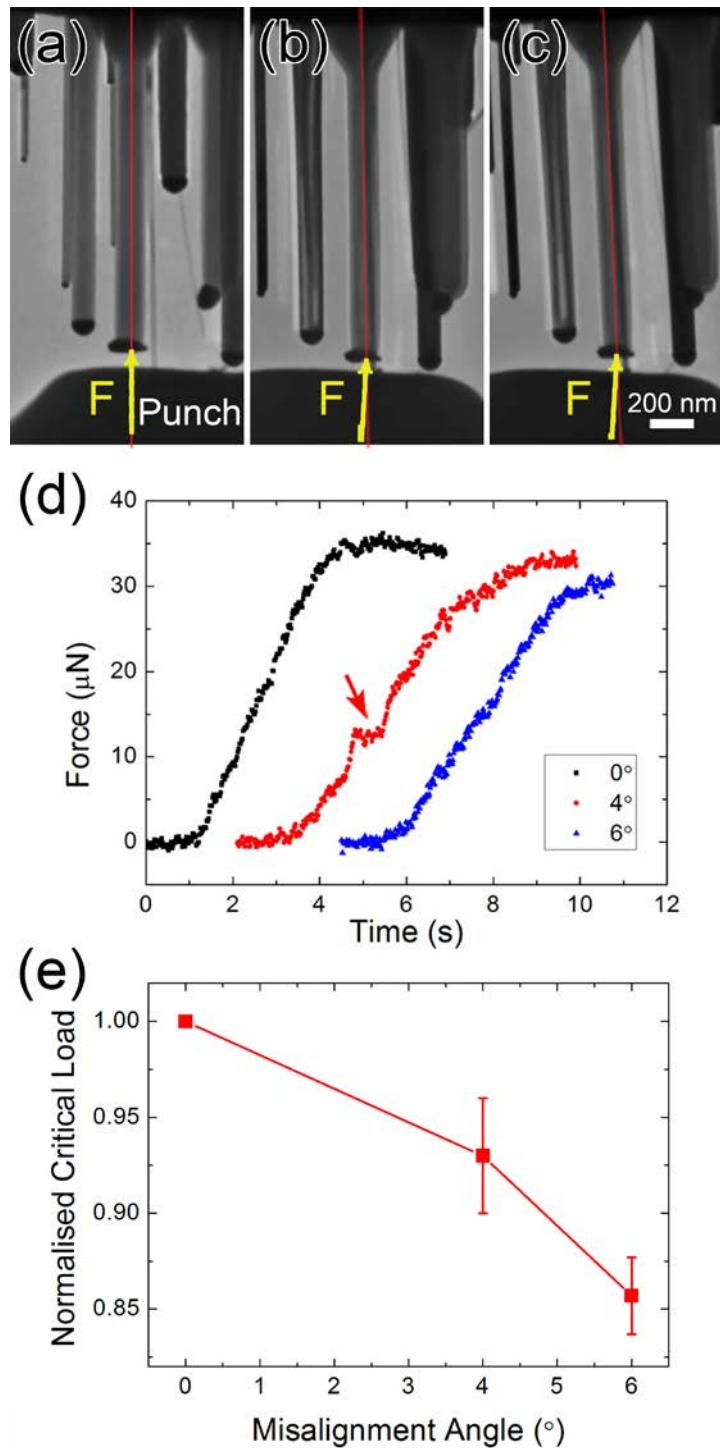 (a)
(b)
(c)
F
Punch
F
F
200 nm
(d)
40
30
20
10
0
Force (μN)
0 2 4 6 8 10 12
Time (s)
0°
4°
6°
(e)
1.00
0.95
0.90
0.85
Normalised Critical Load
0 1 2 3 4 5 6
Misalignment Angle (°)